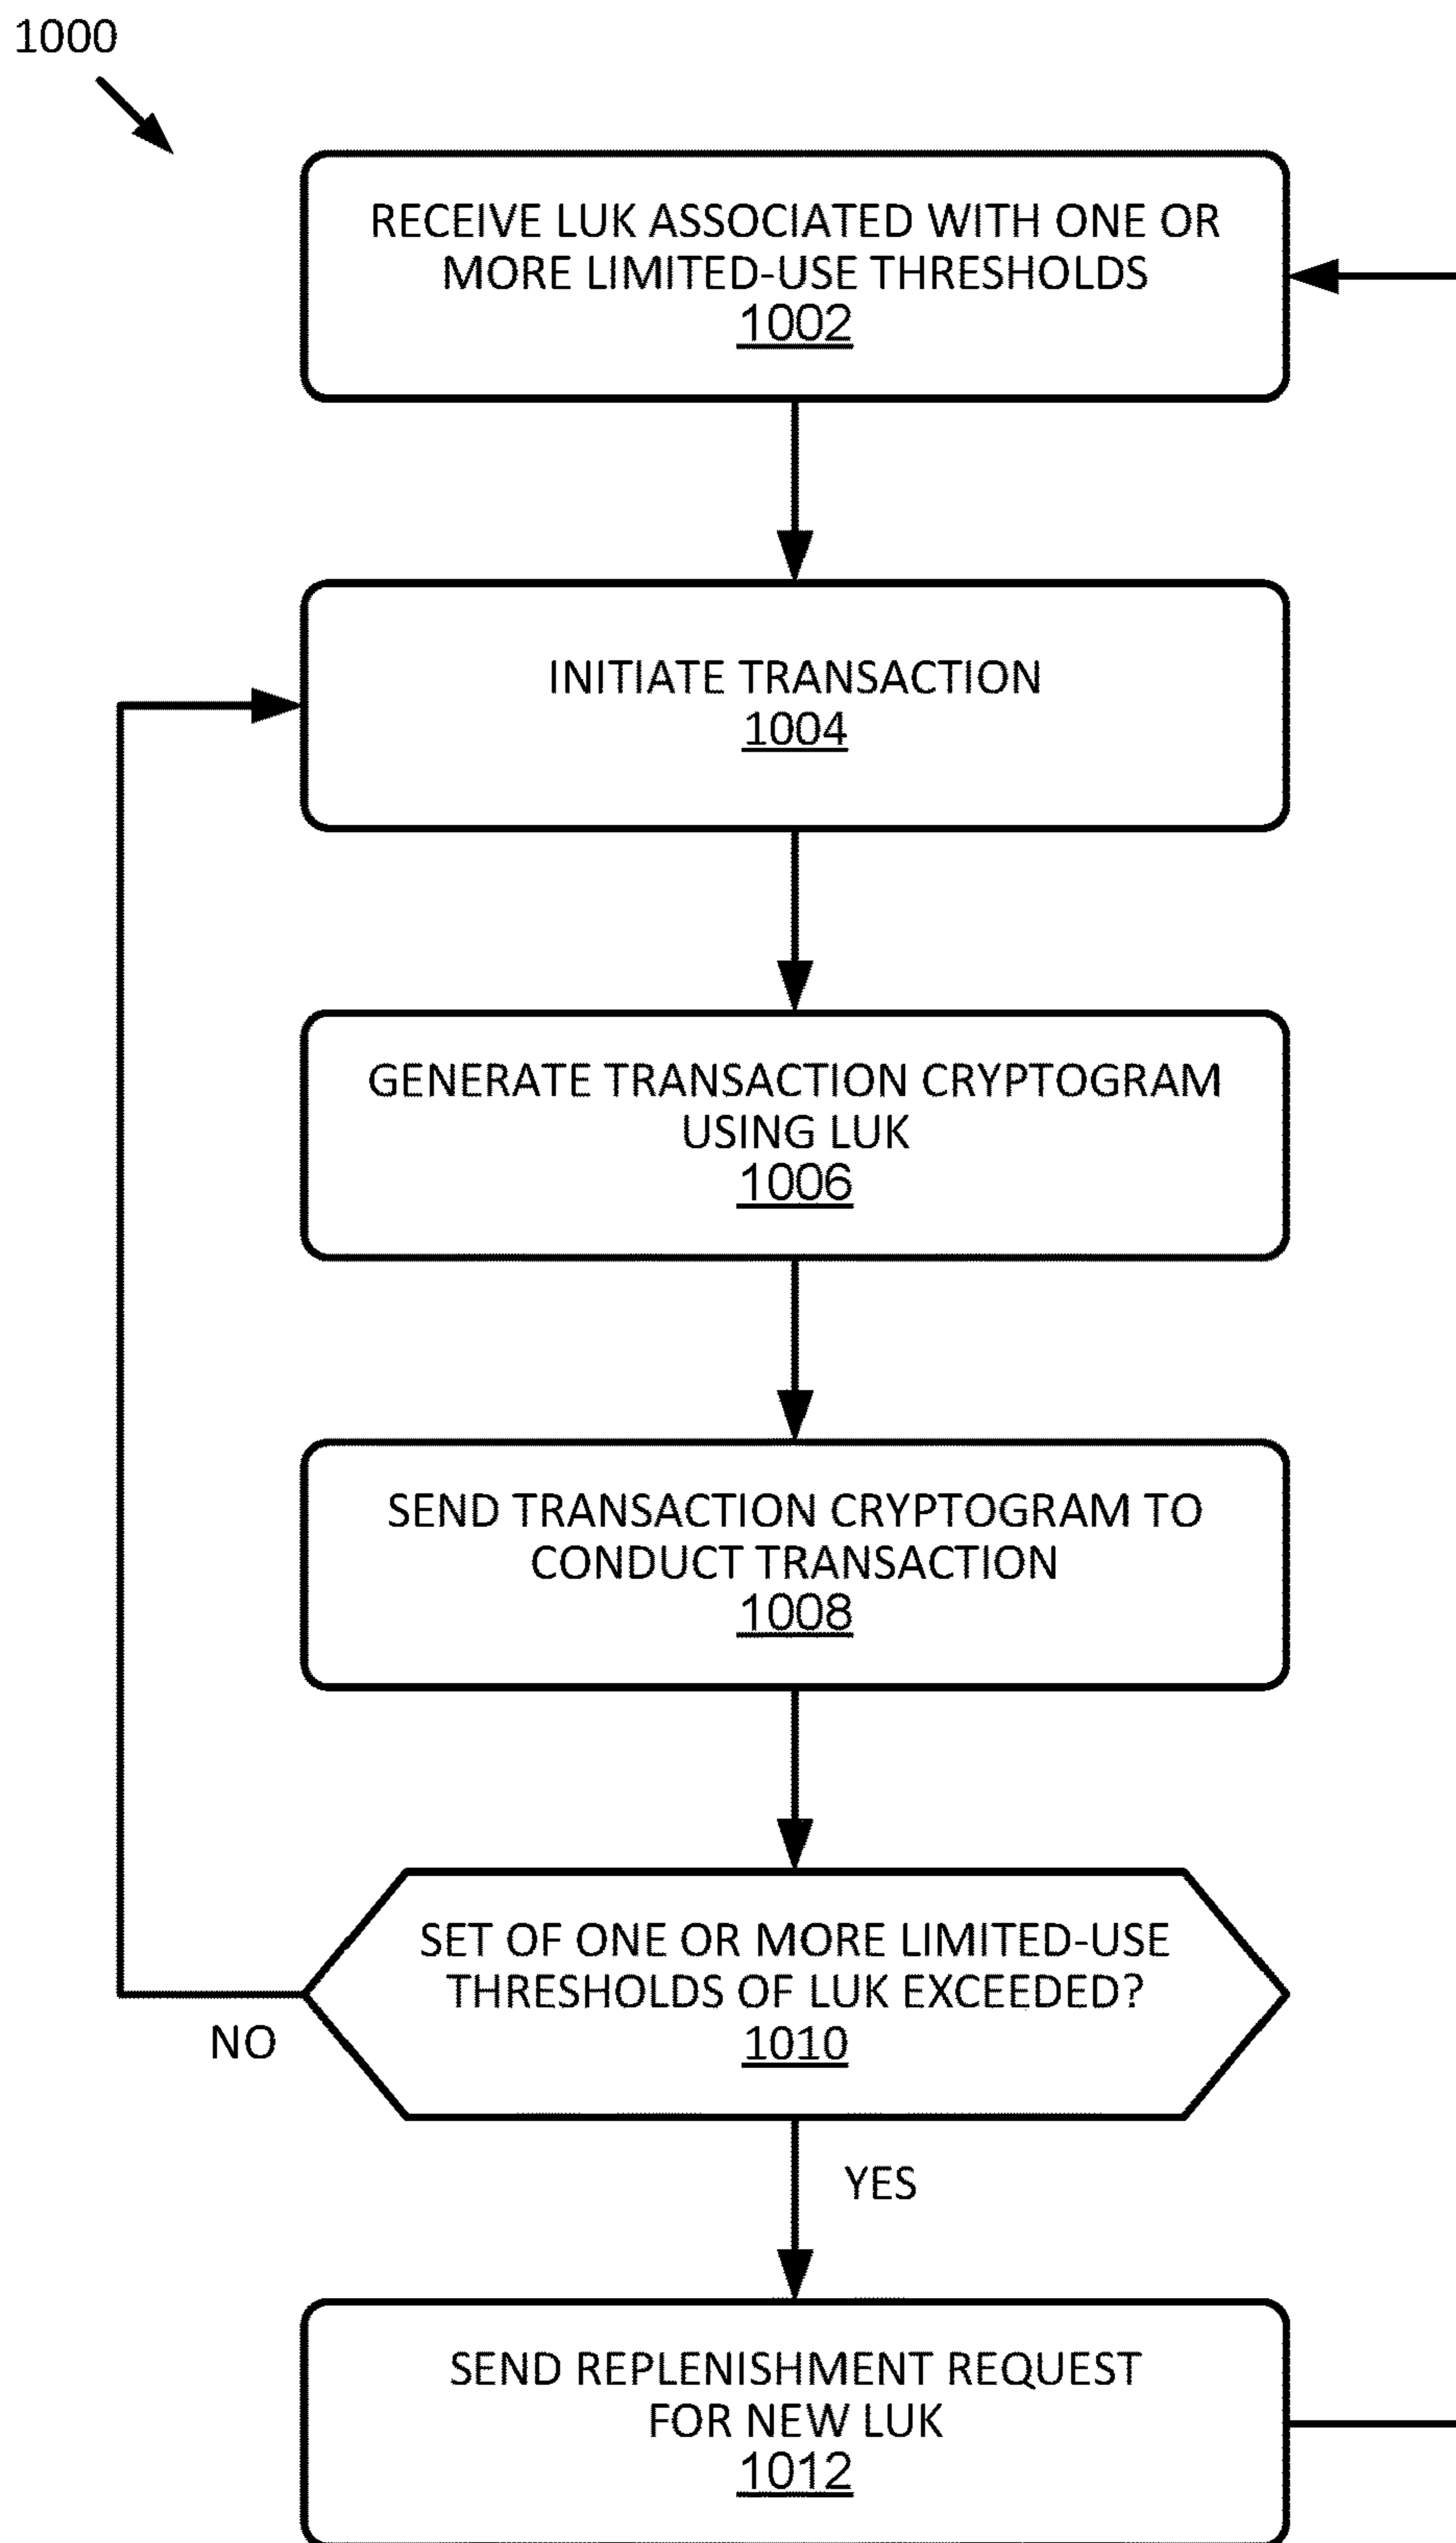 1000
RECEIVE LUK ASSOCIATED WITH ONE OR
MORE LIMITED-USE THRESHOLDS
1002
INITIATE TRANSACTION
1004
GENERATE TRANSACTION CRYPTOGRAM
USING LUK
1006
SEND TRANSACTION CRYPTOGRAM TO
CONDUCT TRANSACTION
1008
SET OF ONE OR MORE LIMITED-USE
THRESHOLDS OF LUK EXCEEDED?
1010
NO
YES
SEND REPLENISHMENT REQUEST
FOR NEW LUK
1012